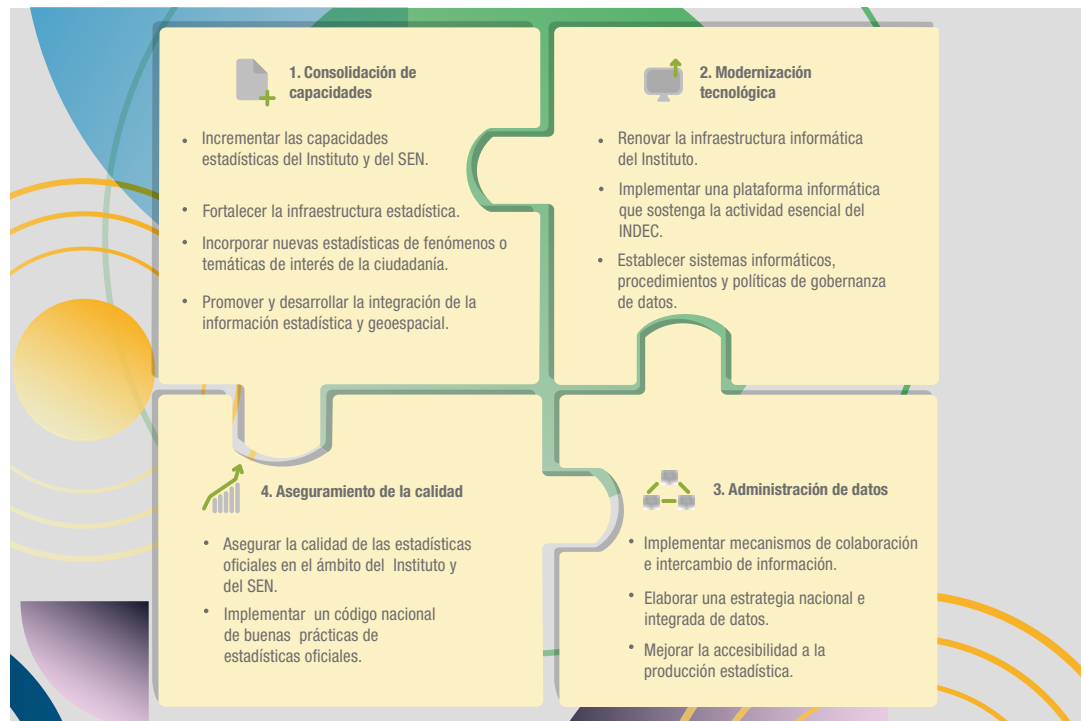 1. Consolidación de
capacidades
• Incrementar las capacidades
estadísticas del Instituto y del SEN.
• Fortalecer la infraestructura estadística.
• Incorporar nuevas estadísticas de fenómenos o
temáticas de interés de la ciudadanía.
• Promover y desarrollar la integración de la
información estadística y geoespacial.
2. Modernización
tecnológica
• Renovar la infraestructura informática
del Instituto.
• Implementar una plataforma informática
que sostenga la actividad esencial del
INDEC.
• Establecer sistemas informáticos,
procedimientos y políticas de gobernanza
de datos.
4. Aseguramiento de la calidad
• Asegurar la calidad de las estadísticas
oficiales en el ámbito del Instituto y
del SEN.
• Implementar un código nacional
de buenas prácticas de
estadísticas oficiales.
3. Administración de datos
• Implementar mecanismos de colaboración
e intercambio de información.
• Elaborar una estrategia nacional e
integrada de datos.
• Mejorar la accesibilidad a la
producción estadística.